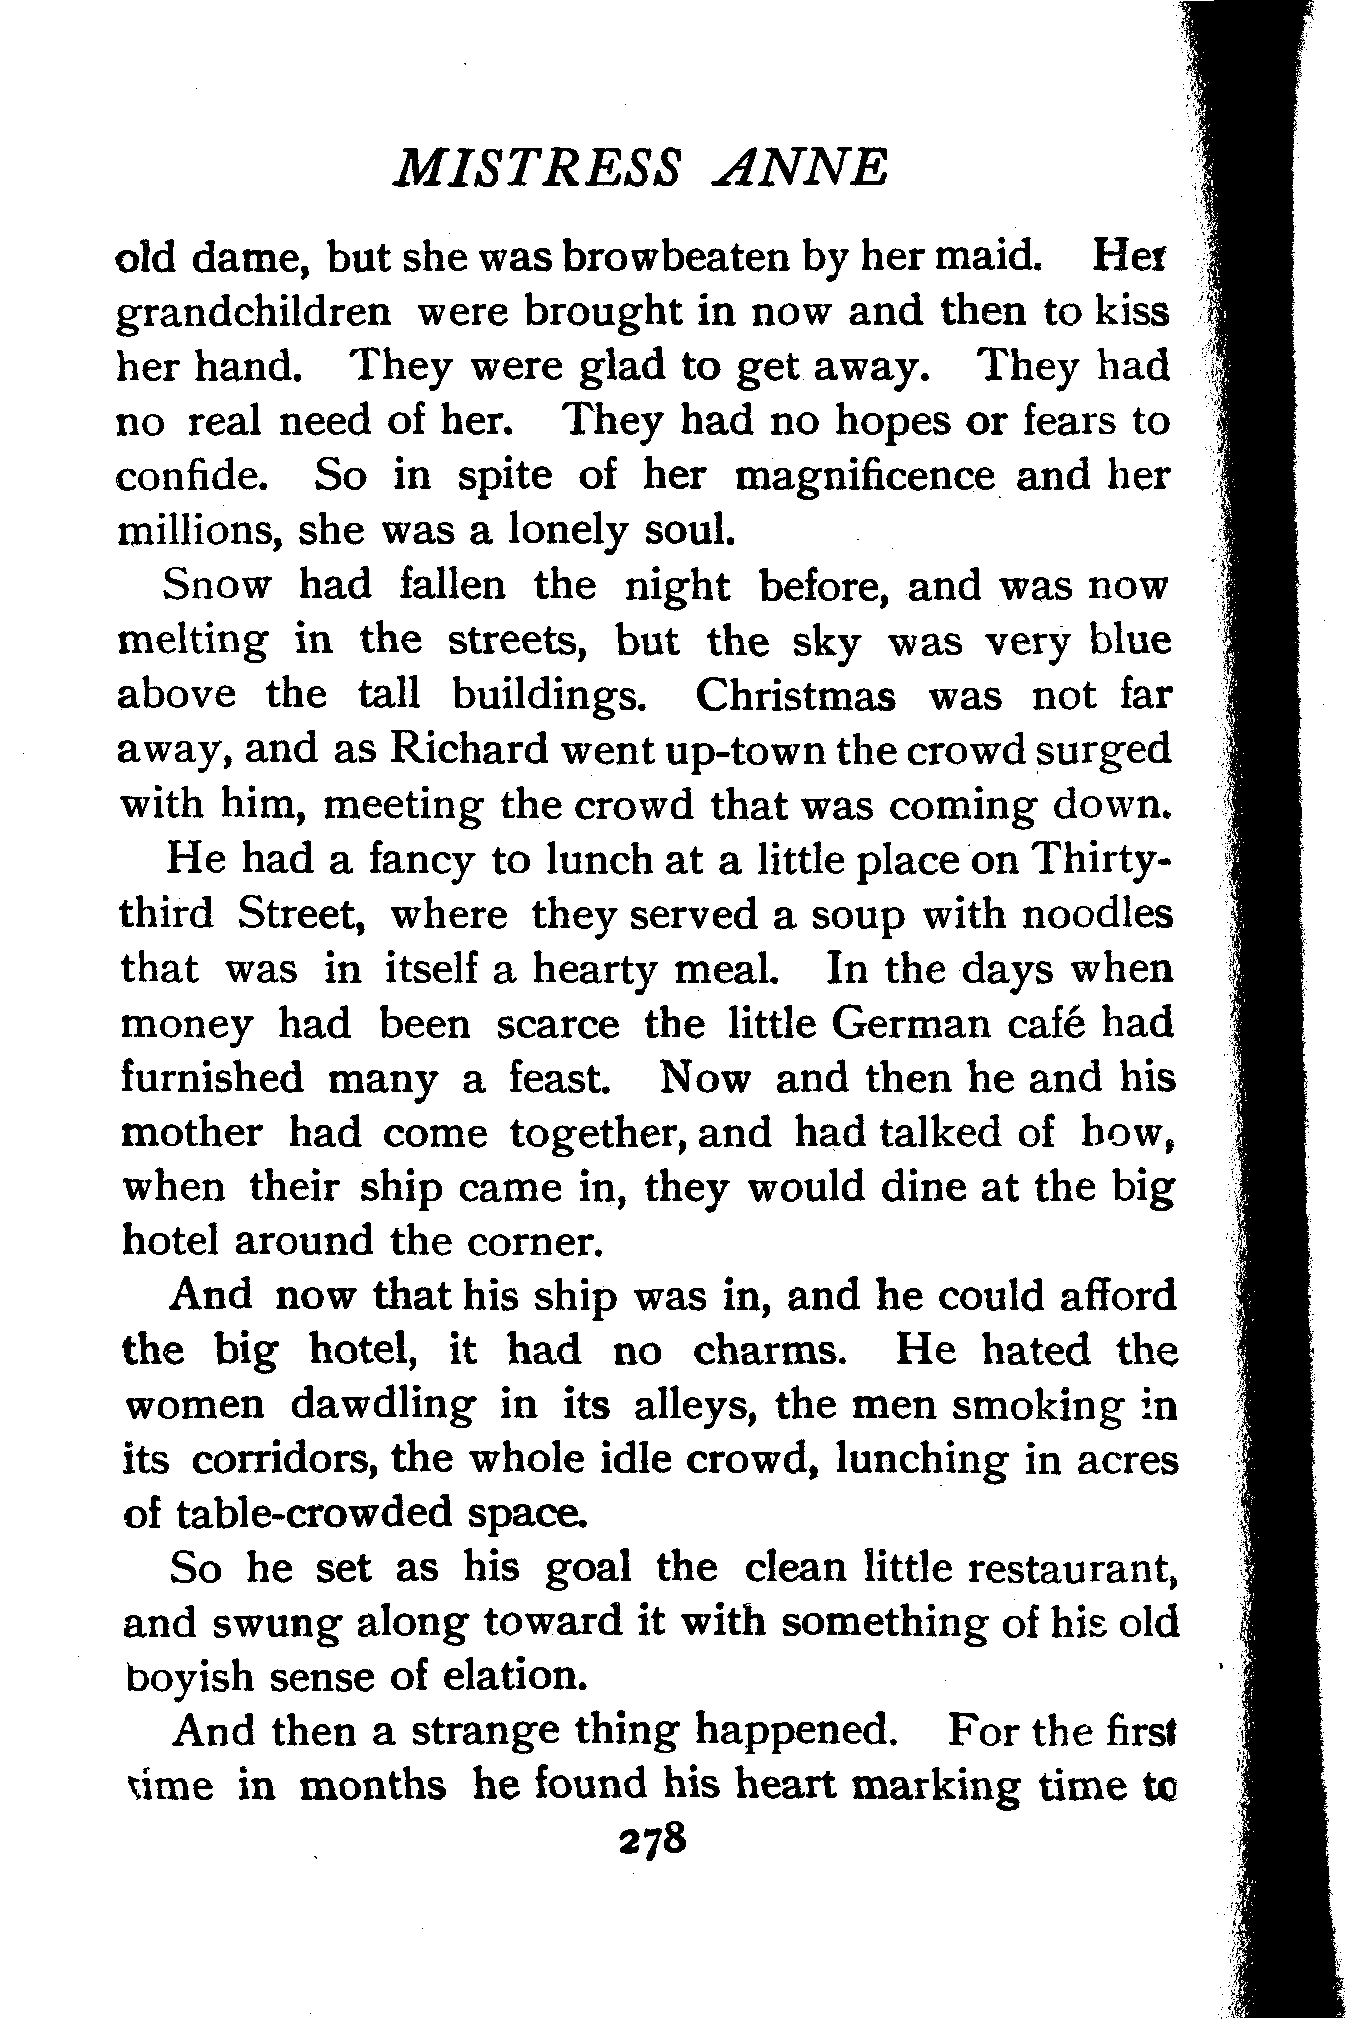 MISTRESS ANNE
old dame, but she was browbeaten by her maid. Her
grandchildren were brought in now and then to kiss
her hand. They were glad to get away. They had
no real need of her. They had no hopes or fears to
confide. So in spite of her magnificence and her
millions, she was a lonely soul.
Snow had fallen the night before, and was now
melting in the streets, but the sky was very blue
above the tall buildings. Christmas was not far
away, and as Richard went up-town the crowd surged
with him, meeting the crowd that was coming down.
He had a fancy to lunch at a little place on Thirty-
third Street, where they served a soup with noodles
that was in itself a hearty meal. In the days when
money had been scarce the little German café had
furnished many a feast. Now and then he and his
mother had come together, and had talked of how,
when their ship came in, they would dine at the big
hotel around the corner.
And now that his ship was in, and he could afford
the big hotel, it had no charms. He hated the
women dawdling in its alleys, the men smoking in
its corridors, the whole idle crowd, lunching in acres
of table-crowded space.
So he set as his goal the clean little restaurant,
and swung along toward it with something of his old
boyish sense of elation.
And then a strange thing happened. For the first
time in months he found his heart marking time to
278